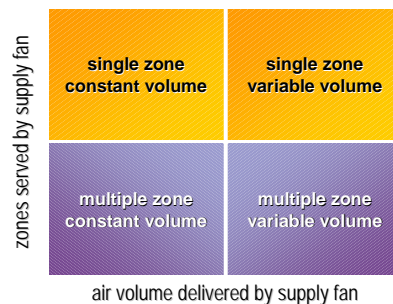 zones served by supply fan
single zone
constant volume
single zone
variable volume
multiple zone
constant volume
multiple zone
variable volume
air volume delivered by supply fan